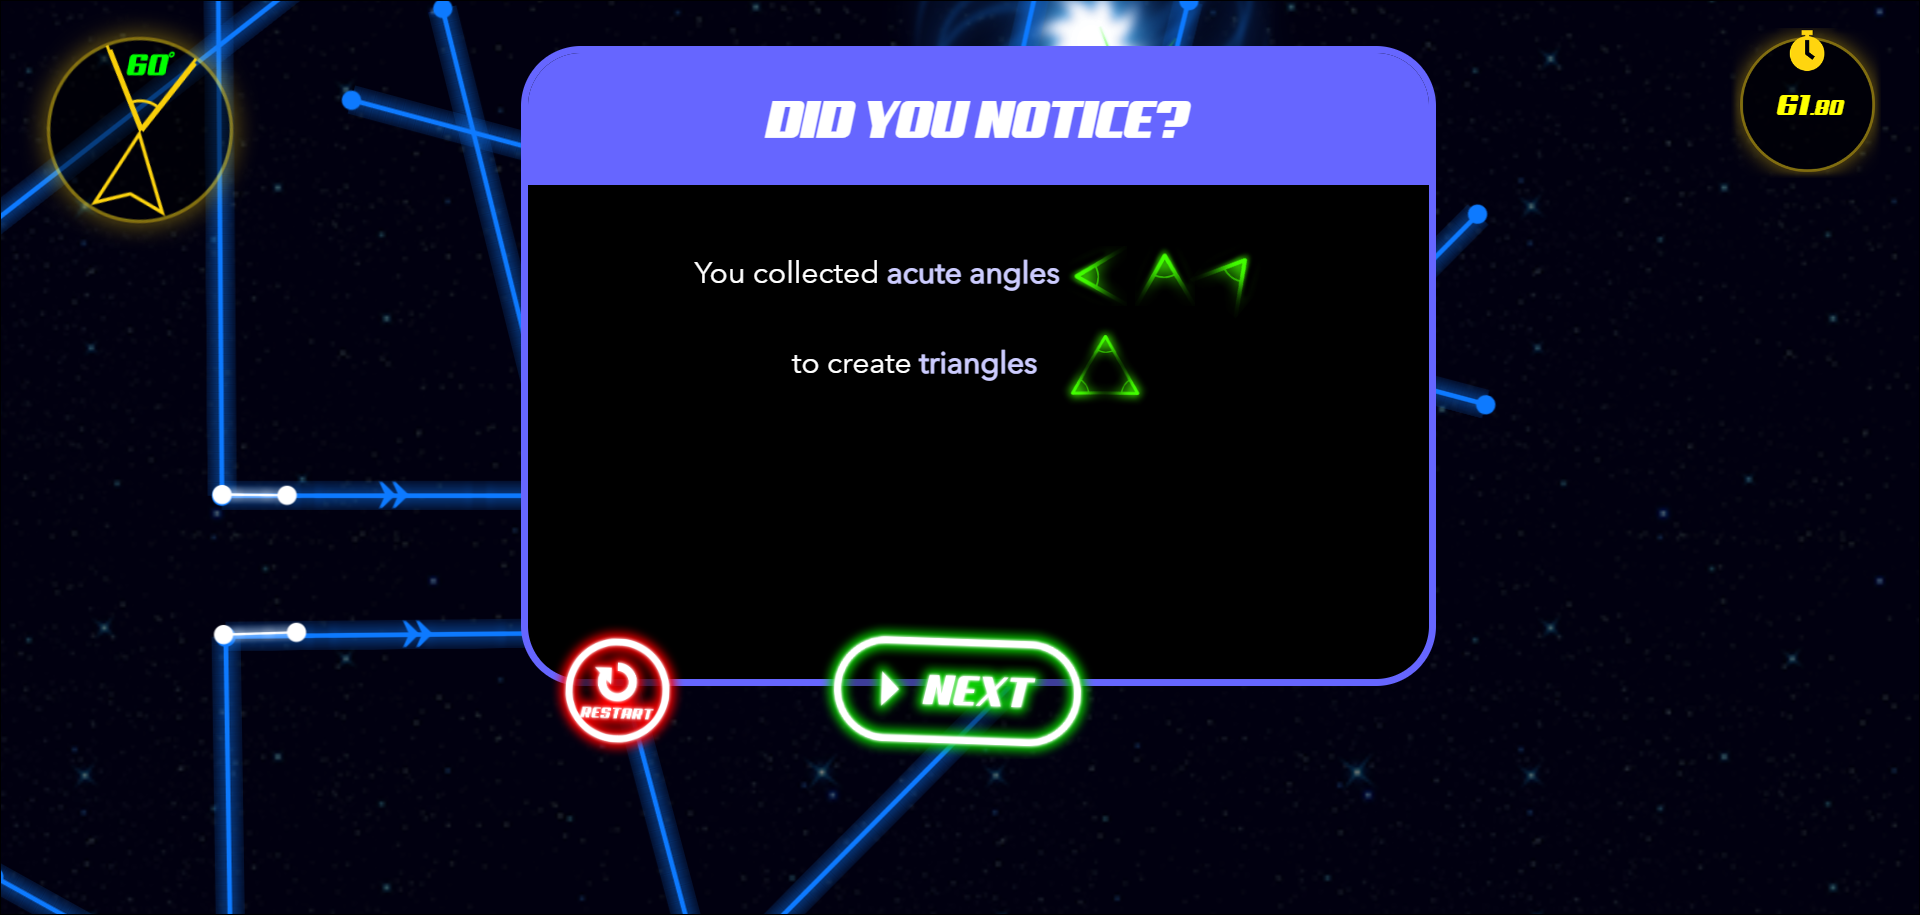 60°
61.80
DID YOU NOTICE?
You collected acute angles
to create triangles
RESTART
NEXT